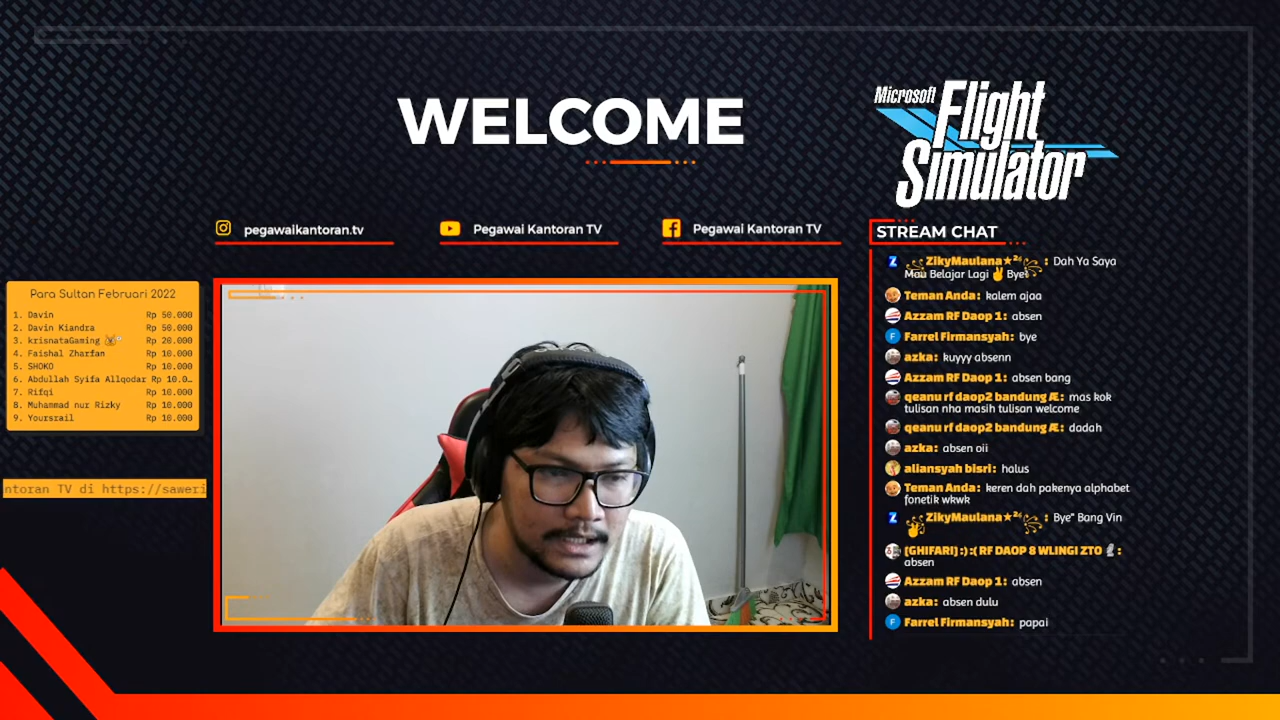 WELCOME
Microsoft
Flight
Simulator
pegawaikantoran.tv
Pegawai Kantoran TV
Pegawai Kantoran TV
STREAM CHAT
Para Sultan Februari 2022
1. Davin Rp 50.000
2. Davin Kiandra Rp 50.000
3. krisnataGaming Rp 20.000
4. Faishal Zharfan Rp 10.000
5. SHOKO Rp 10.000
6. Abdullah Syifa Allqodar Rp 10.0…
7. Rifqi Rp 10.000
8. Muhammad nur Rizky Rp 10.000
9. Yoursrail Rp 10.000
ntoran TV di https://saweri
ZikyMaulana★²⁴ : Dah Ya Saya
Mau Belajar Lagi ✌ Bye"
Teman Anda: kalem ajaa
Azzam RF Daop 1: absen
Farrel Firmansyah: bye
azka: kuyyy absenn
Azzam RF Daop 1: absen bang
qeanu rf daop2 bandung Æ: mas kok
tulisan nha masih tulisan welcome
qeanu rf daop2 bandung Æ: dadah
azka: absen oii
aliansyah bisri: halus
Teman Anda: keren dah pakenya alphabet
fonetik wkwk
ZikyMaulana★²⁴ : Bye" Bang Vin
[GHIFARI] :) :( RF DAOP 8 WLINGI ZTO :
absen
Azzam RF Daop 1: absen
azka: absen dulu
Farrel Firmansyah: papai